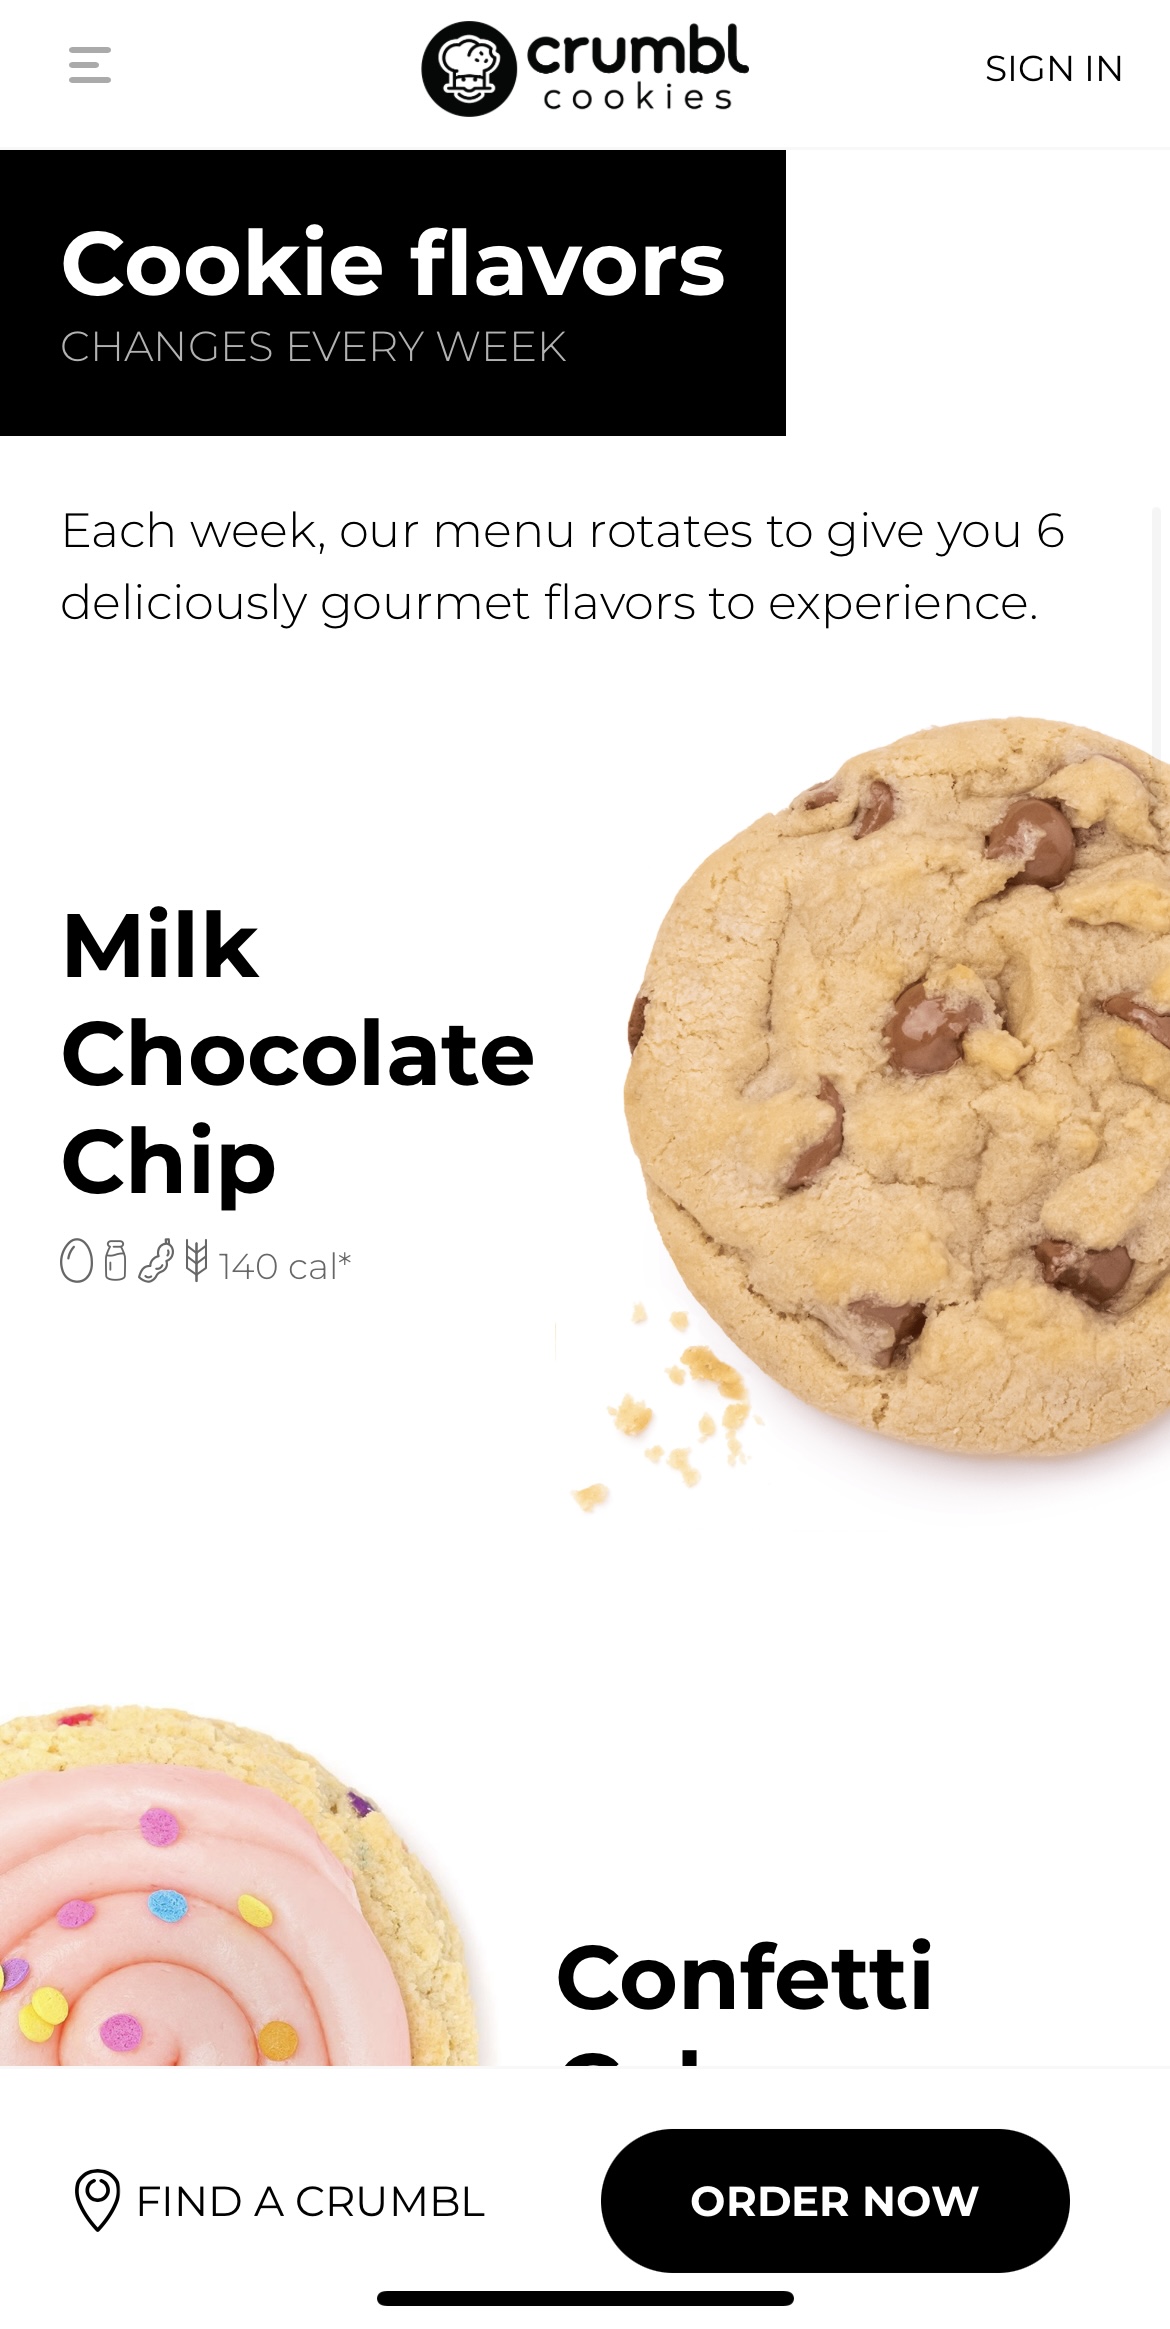 crumbl
cookies
SIGN IN
Cookie flavors
CHANGES EVERY WEEK
Each week, our menu rotates to give you 6
deliciously gourmet flavors to experience.
Milk
Chocolate
Chip
140 cal*
Confetti
FIND A CRUMBL
ORDER NOW